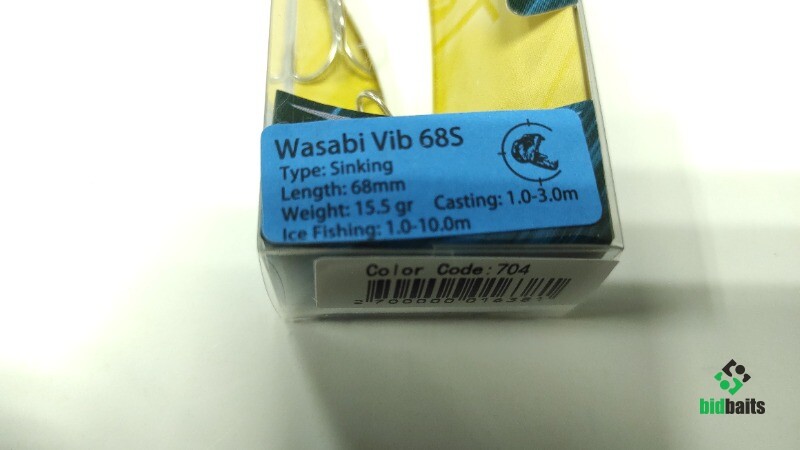 Wasabi Vib 68S
Type: Sinking
Length: 68mm
Weight: 15.5 gr Casting: 1.0-3.0m
Ice Fishing: 1.0-10.0m
Color Code:704
bidbaits